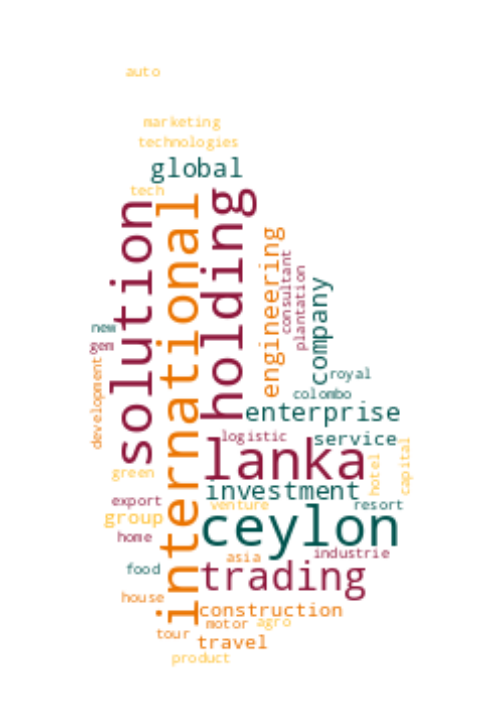 auto
marketing
technologies
global
tech
solution
international
holding
engineering
consultant
plantation
company
new
gem
development
royal
colombo
enterprise
logistic
service
lanka
hotel
capital
green
investment
export
venture
resort
group
ceylon
home
asia
industrie
food
trading
house
construction
motor
agro
tour
travel
product